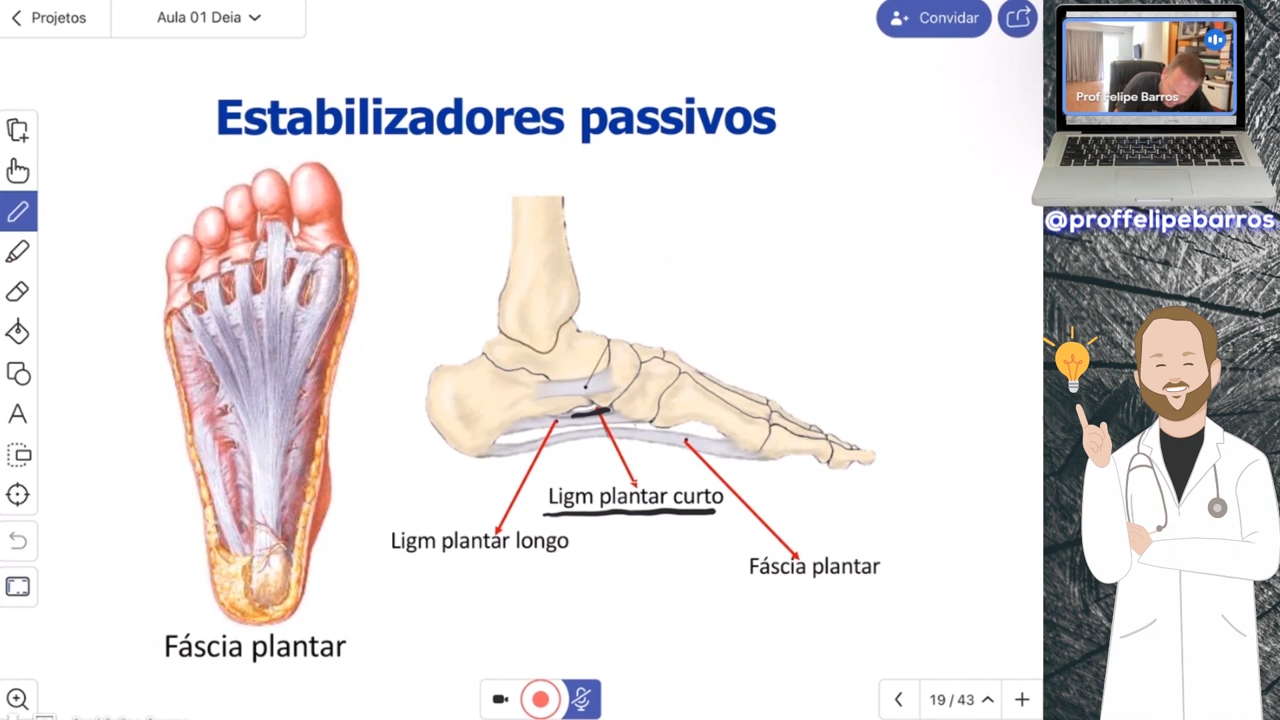 Projetos
Aula 01 Deia
Convidar
Prof Felipe Barros
@proffelipebarros
Estabilizadores passivos
Ligm plantar curto
Ligm plantar longo
Fáscia plantar
Fáscia plantar
A
19 / 43